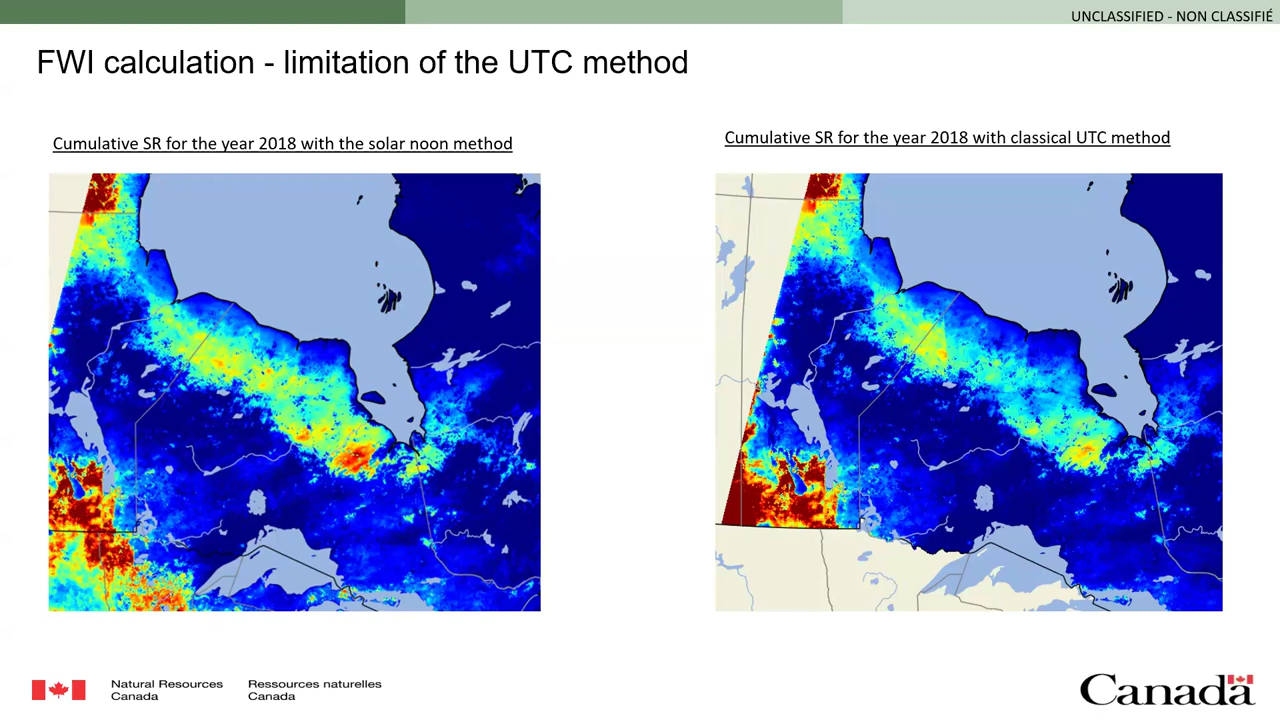 UNCLASSIFIED - NON CLASSIFIÉ
FWI calculation - limitation of the UTC method
Cumulative SR for the year 2018 with the solar noon method
Cumulative SR for the year 2018 with classical UTC method
Natural Resources
Canada
Ressources naturelles
Canada
Canada